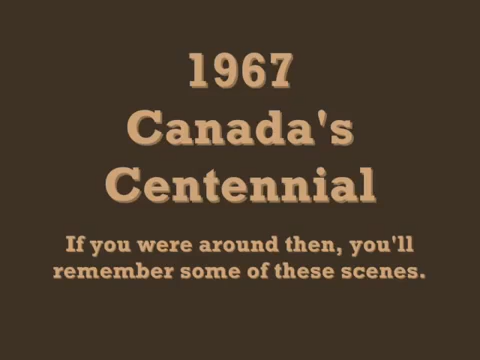 1967
Canada's
Centennial
If you were around then, you'll
remember some of these scenes.